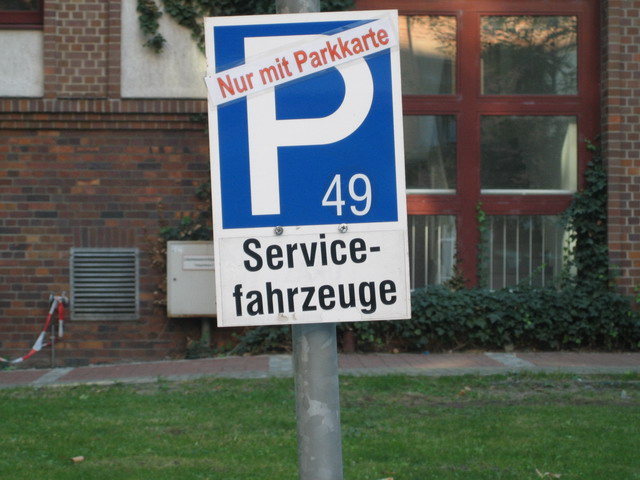 Nur mit Parkkarte
P
49
Service-
fahrzeuge